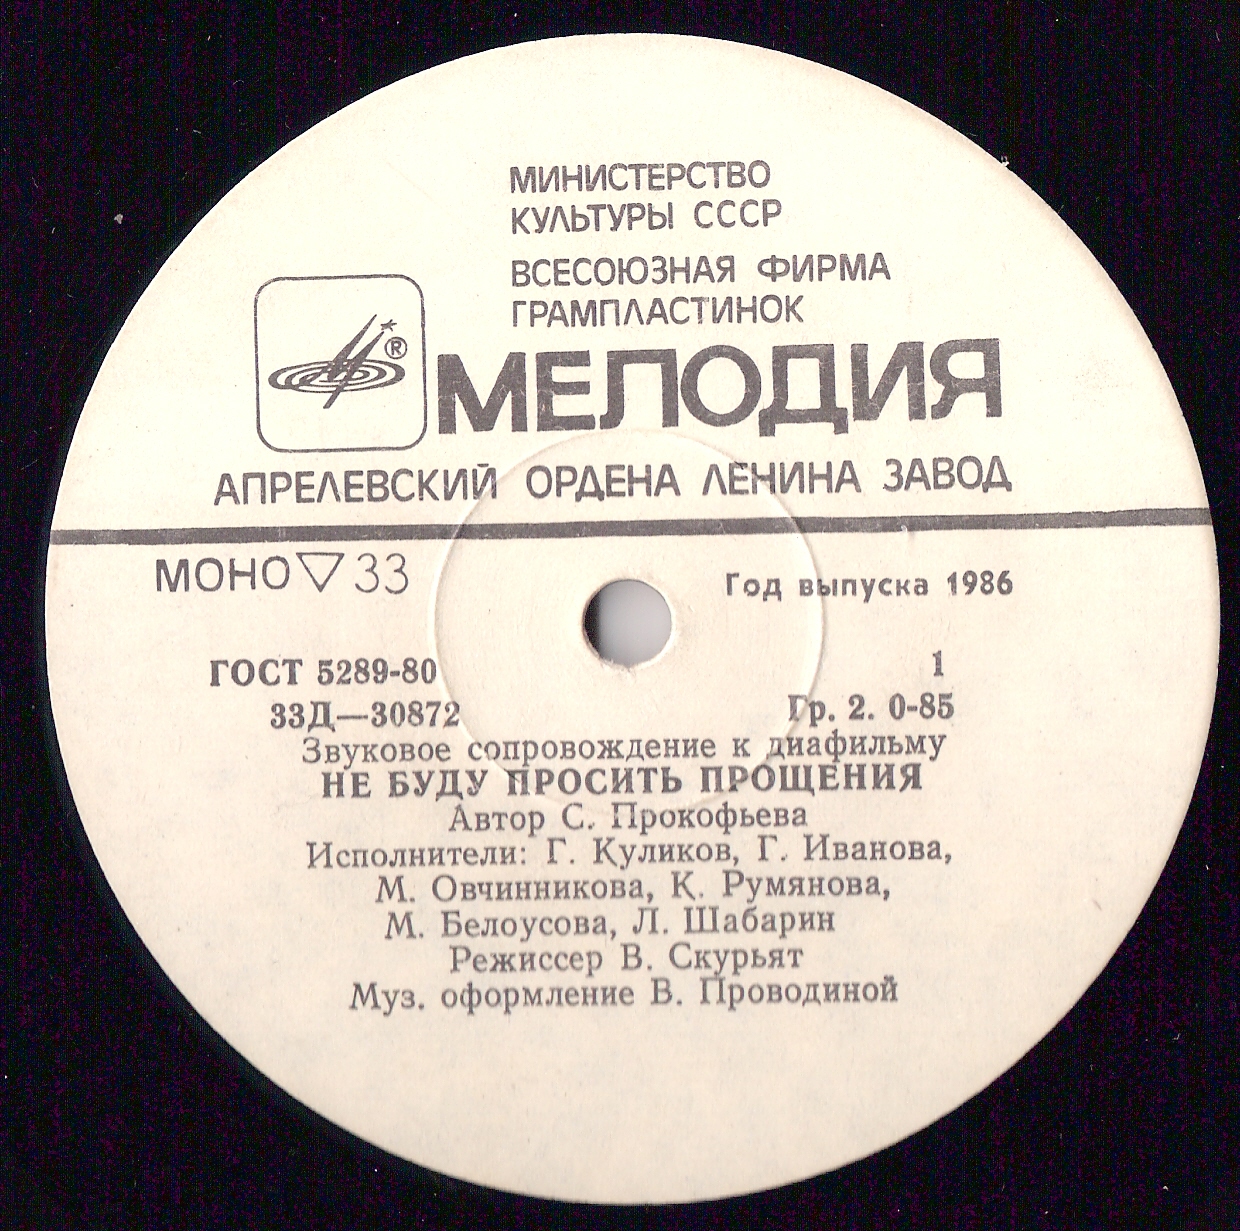 МИНИСТЕРСТВО
КУЛЬТУРЫ СССР
ВСЕСОЮЗНАЯ ФИРМА
ГРАМПЛАСТИНОК
®
МЕЛОДИЯ
АПРЕЛЕВСКИЙ ОРДЕНА ЛЕНИНА ЗАВОД
МОНО ▽ 33
Год выпуска 1986
ГОСТ 5289-80
1
33Д—30872
Гр. 2. 0-85
Звуковое сопровождение к диафильму
НЕ БУДУ ПРОСИТЬ ПРОЩЕНИЯ
Автор С. Прокофьева
Исполнители: Г. Куликов, Г. Иванова,
М. Овчинникова, К. Румянова,
М. Белоусова, Л. Шабарин
Режиссер В. Скурьят
Муз. оформление В. Проводиной